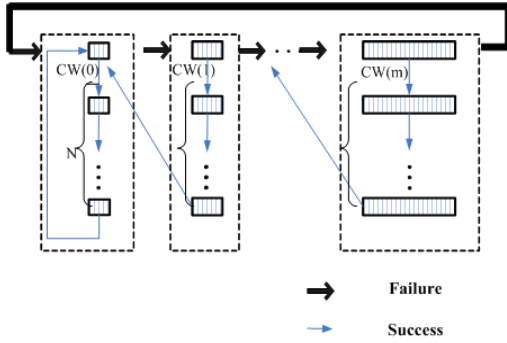 CW(0) CW(1) . . . CW(m)
N
Failure
Success